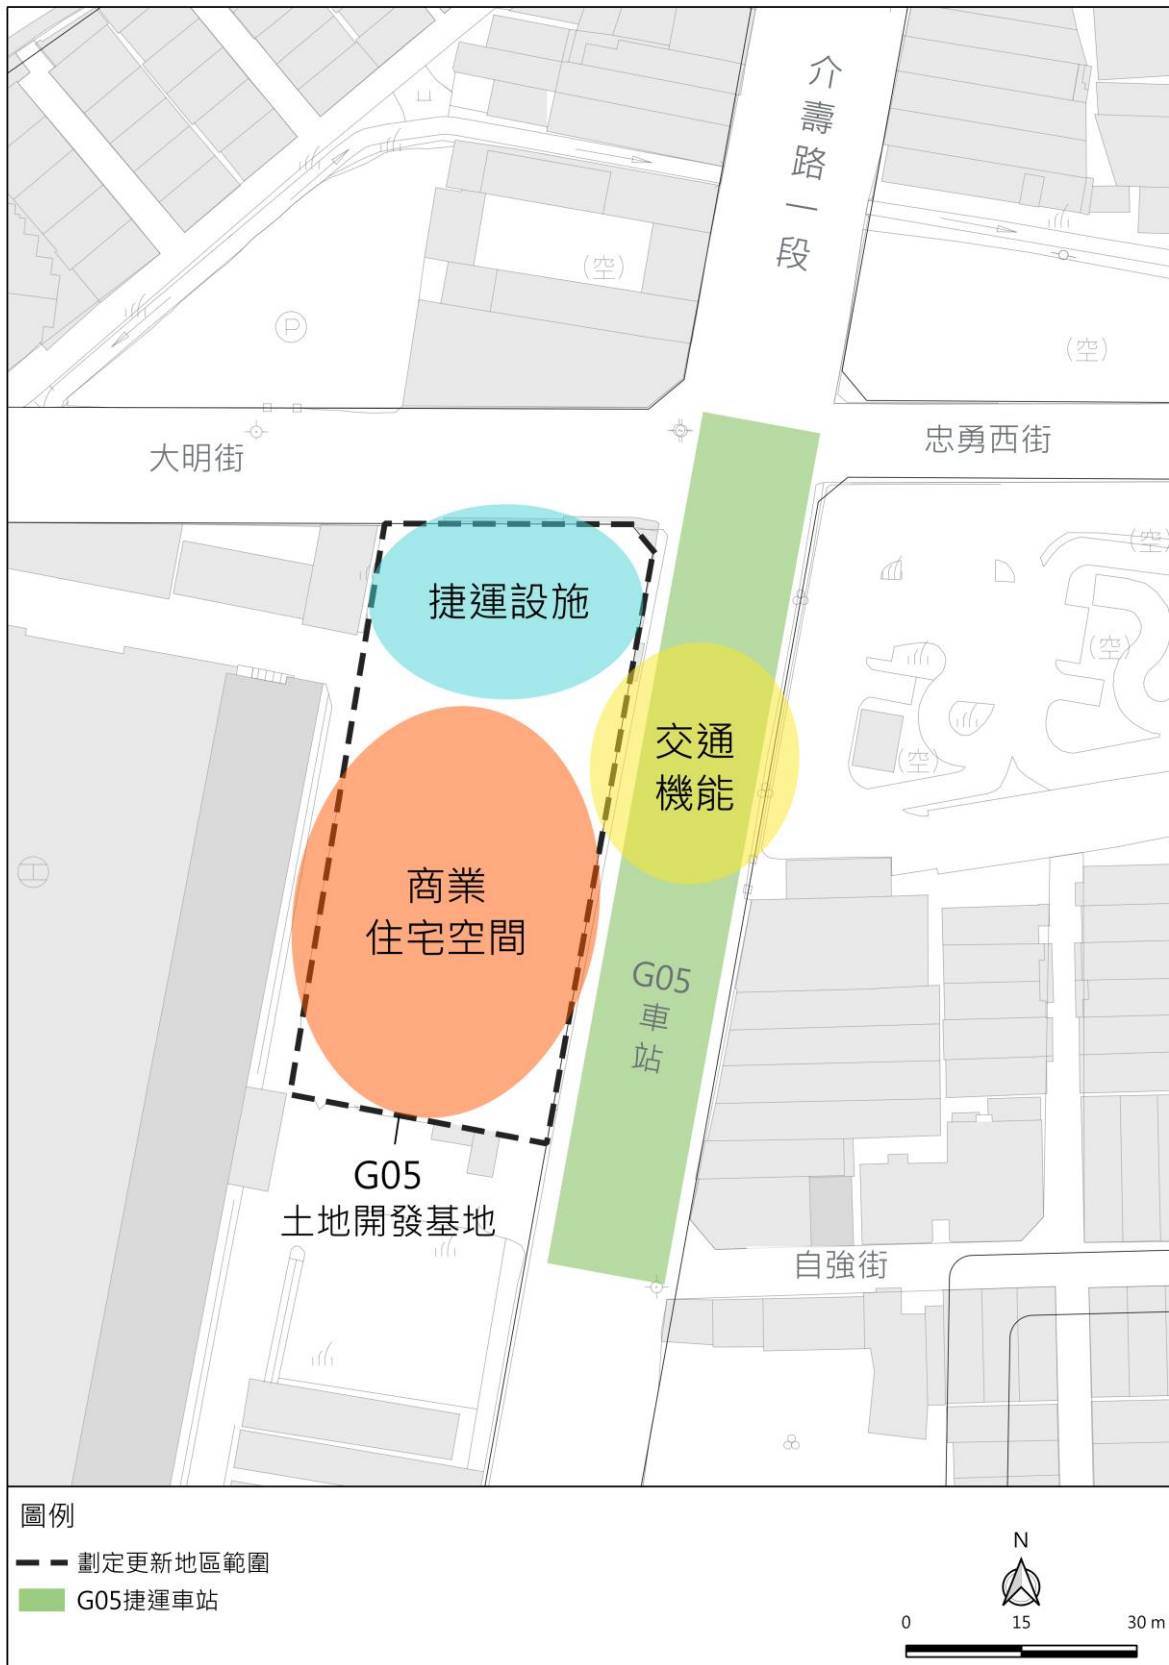 介壽路一段
(空)
Ⓟ
(空)
大明街
忠勇西街
(空)
捷運設施
(空)
交通
機能
(空)
商業
住宅空間
G05
車站
G05
土地開發基地
自強街
圖例
劃定更新地區範圍
G05捷運車站
N
0 15 30 m